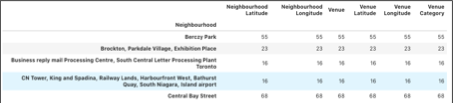 Neighbourhood Latitude Neighbourhood Longitude Venue Venue Latitude Venue Longitude Venue Category
Neighbourhood
Berczy Park 55 55 55 55 55 55
Brockton, Parkdale Village, Exhibition Place 23 23 23 23 23 23
Business reply mail Processing Centre, South Central Letter Processing Plant
Toronto 16 16 16 16 16 16
CN Tower, King and Spadina, Railway Lands, Harbourfront West, Bathurst
Quay, South Niagara, Island airport 16 16 16 16 16 16
Central Bay Street 68 68 68 68 68 68